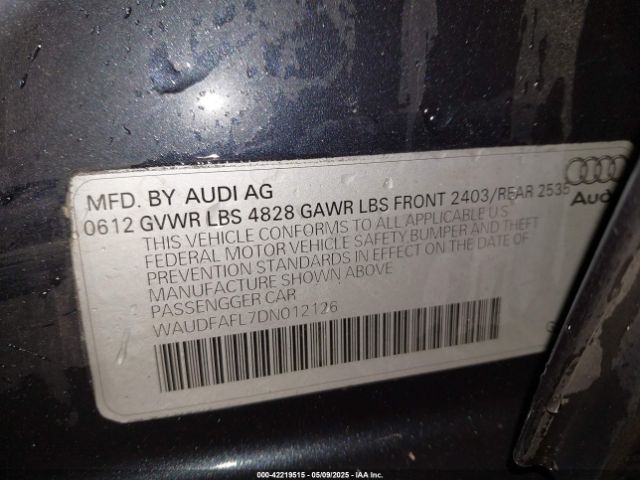 MFD. BY AUDI AG
0612 GVWR LBS 4828 GAWR LBS FRONT 2403/REAR 2535
Audi
THIS VEHICLE CONFORMS TO ALL APPLICABLE U.S
FEDERAL MOTOR VEHICLE SAFETY, BUMPER AND THEFT
PREVENTION STANDARDS IN EFFECT ON THE DATE OF
MANUFACTURE SHOWN ABOVE
PASSENGGER CAR
WAUDFAFL7DN012126
000-42219515 - 05/09/2025 - IAA Inc.